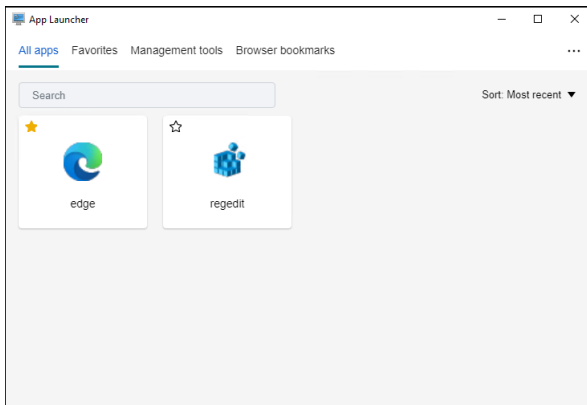 App Launcher
All apps Favorites Management tools Browser bookmarks
Search
Sort: Most recent
edge
regedit